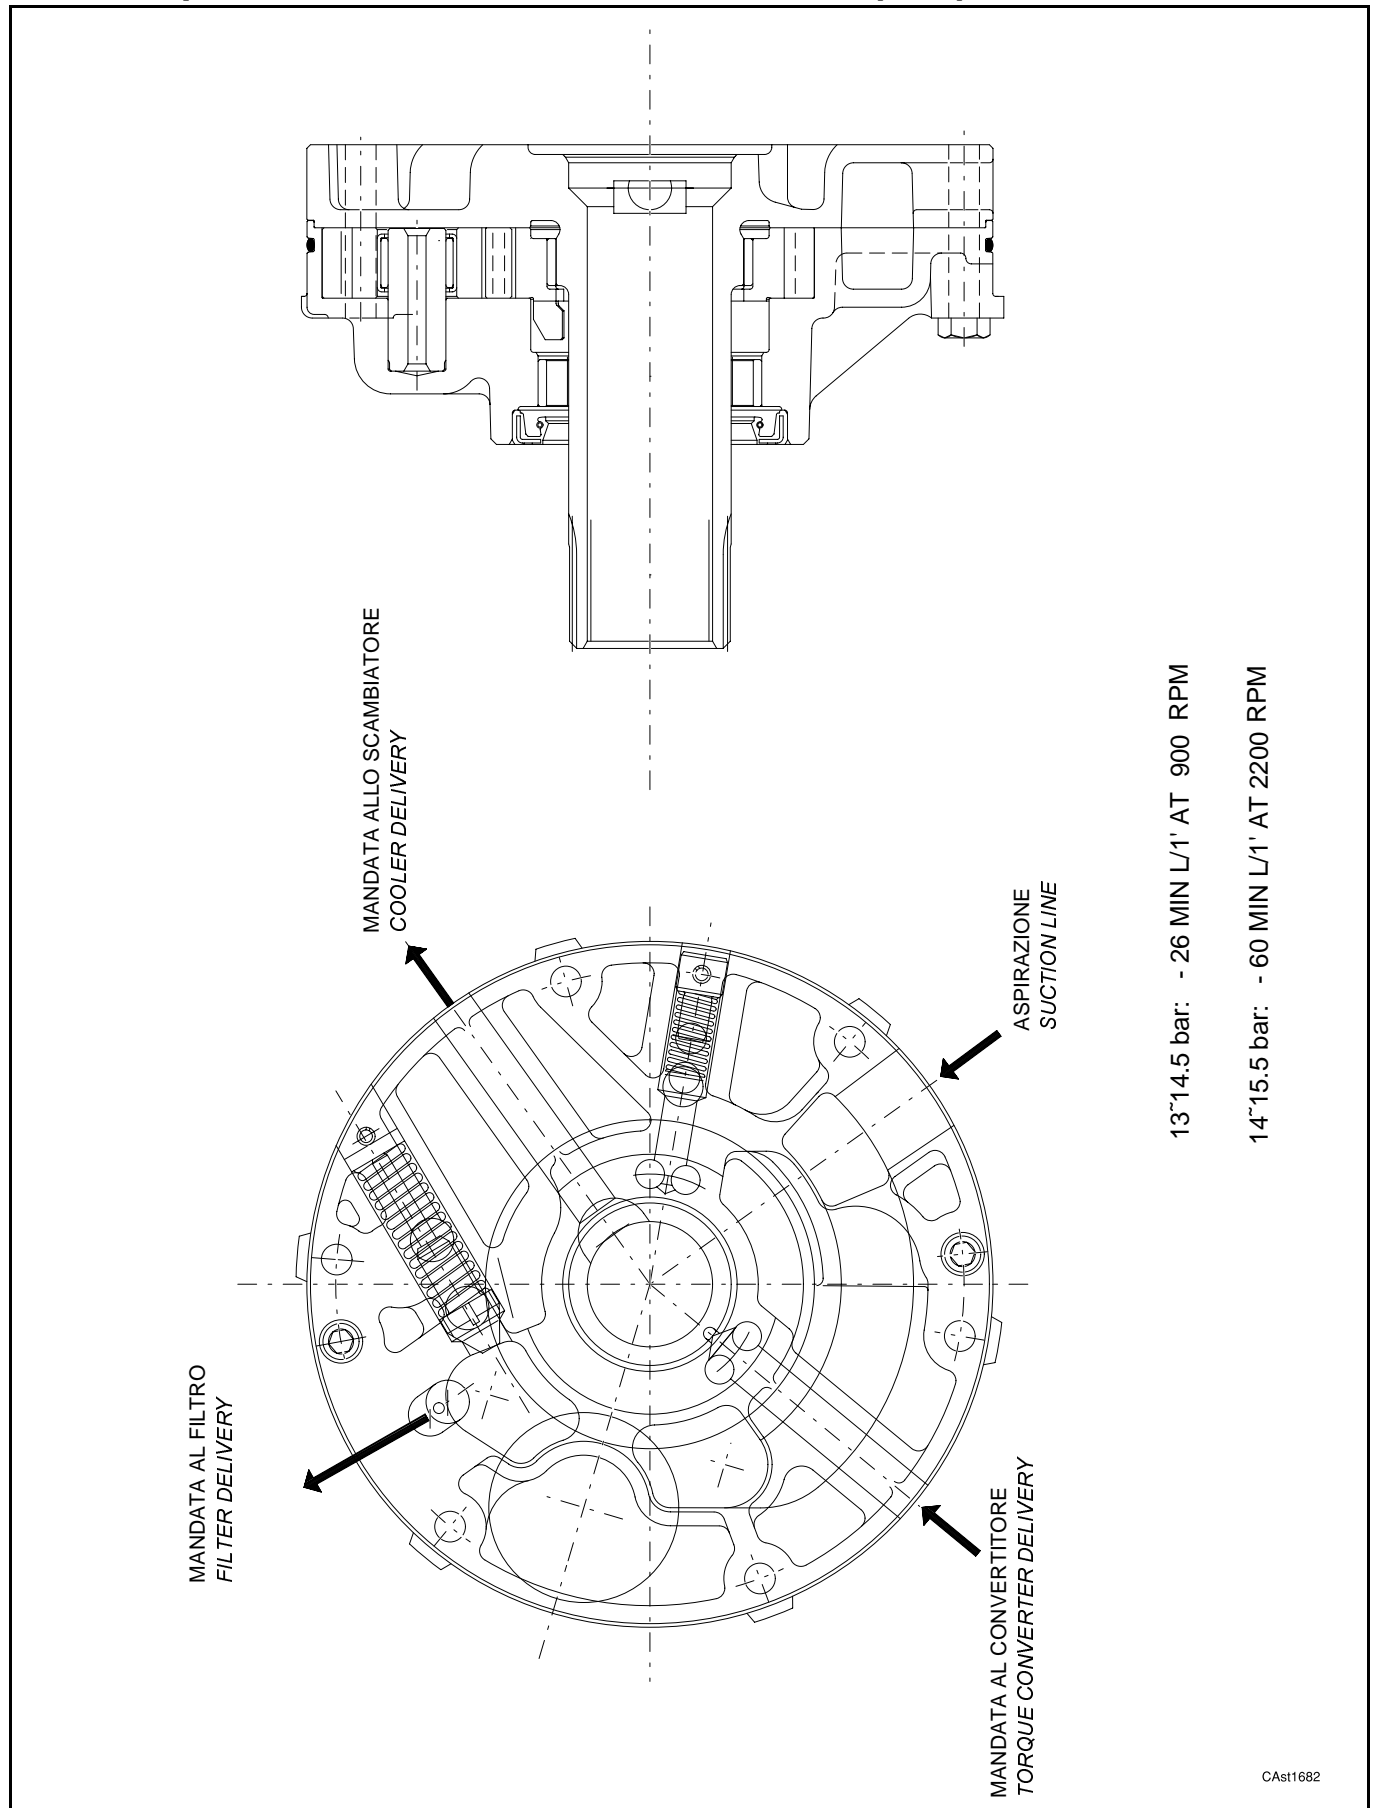 MANDATA ALLO SCAMBIATORE
COOLER DELIVERY
ASPIRAZIONE
SUCTION LINE
13~14.5 bar: - 26 MIN L/1' AT 900 RPM
14~15.5 bar: - 60 MIN L/1' AT 2200 RPM
MANDATA AL FILTRO
FILTER DELIVERY
MANDATA AL CONVERTITORE
TORQUE CONVERTER DELIVERY
CAst1682